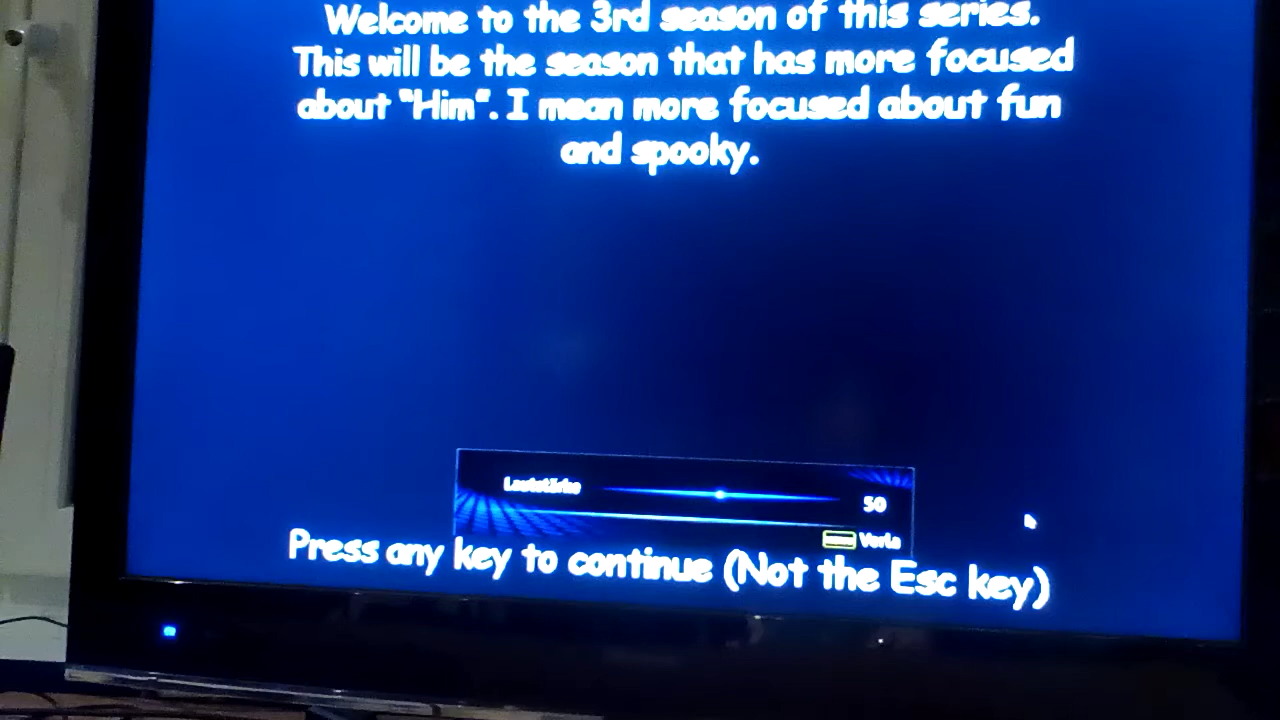 Welcome to the 3rd season of this series.
This will be the season that has more focused
about "Him". I mean more focused about fun
and spooky.
Lautstärke
50
Verla
Press any key to continue (Not the Esc key)